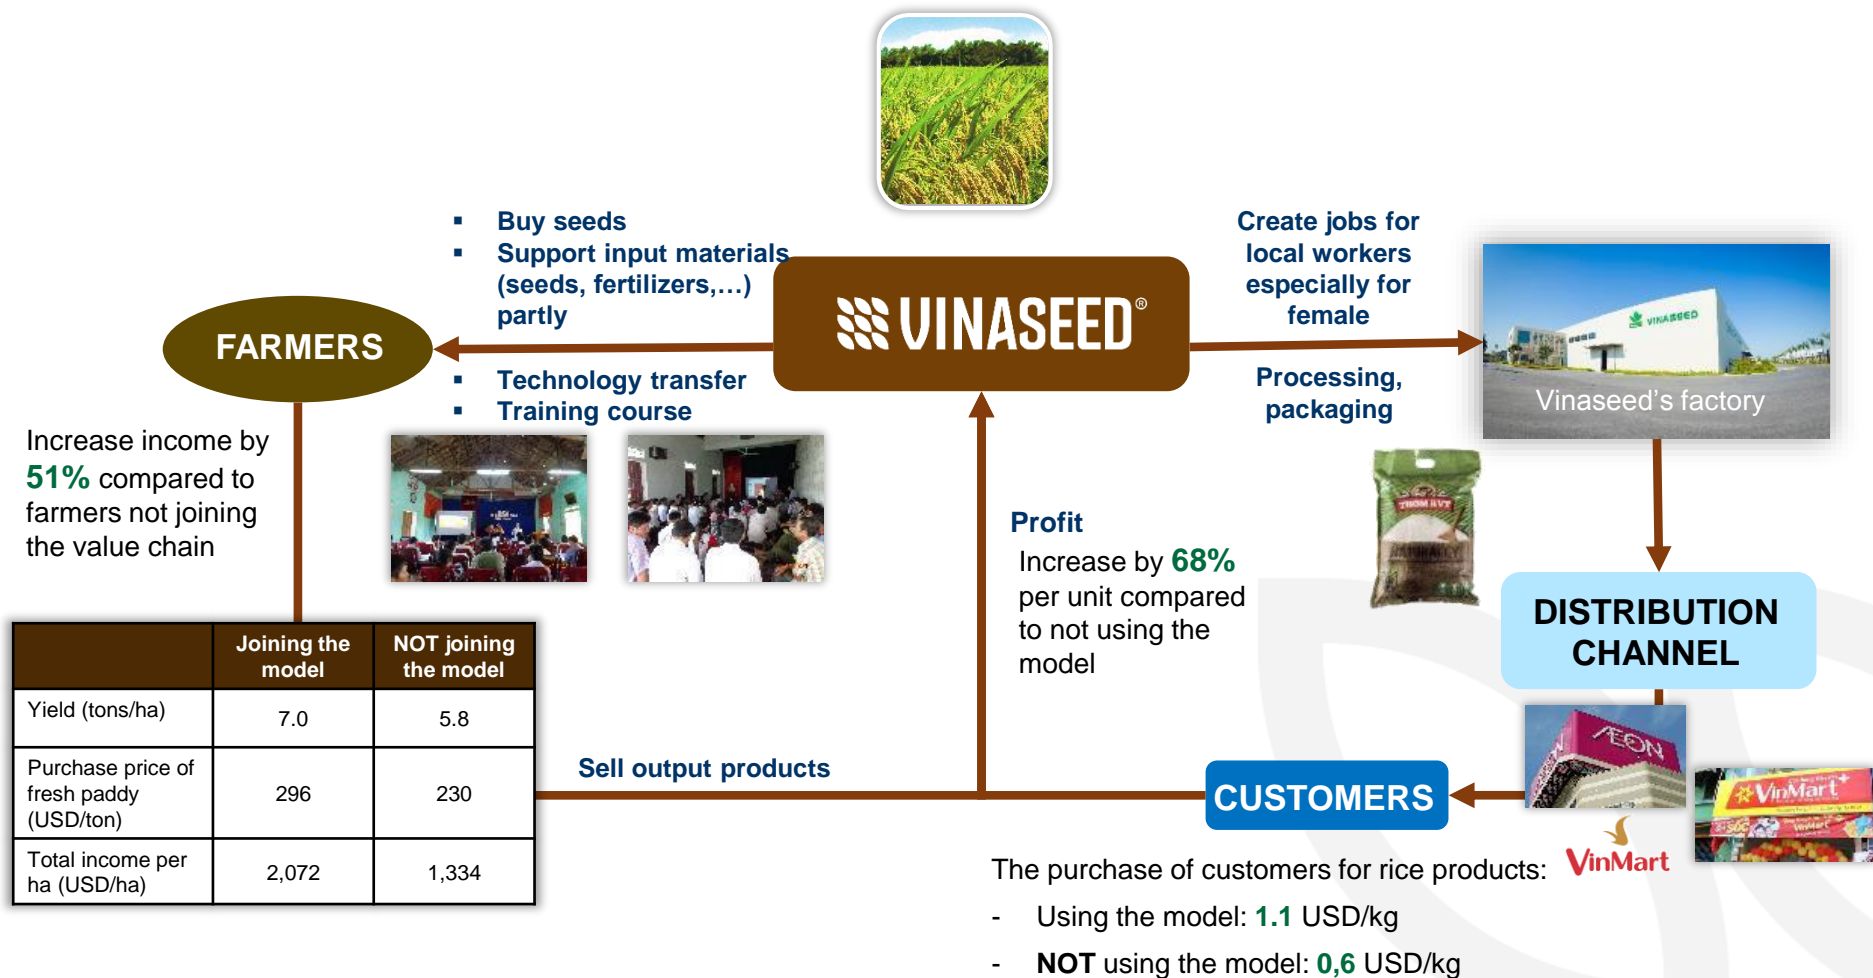 ▪ Buy seeds
▪ Support input materials
(seeds, fertilizers,…)
partly
▪ Technology transfer
▪ Training course
FARMERS
VINASEED®
Create jobs for
local workers
especially for
female
Processing,
packaging
VINASEED
Vinaseed's factory
Increase income by
51% compared to
farmers not joining
the value chain
Profit
Increase by 68%
per unit compared
to not using the
model
THOM RVT
NATURALLY
DISTRIBUTION
CHANNEL
Joining the
model
NOT joining
the model
Yield (tons/ha)
7.0
5.8
Purchase price of
fresh paddy
(USD/ton)
296
230
Total income per
ha (USD/ha)
2,072
1,334
Sell output products
CUSTOMERS
ÆON
VinMart+
VinMart
VinMart
The purchase of customers for rice products:
- Using the model: 1.1 USD/kg
- NOT using the model: 0,6 USD/kg